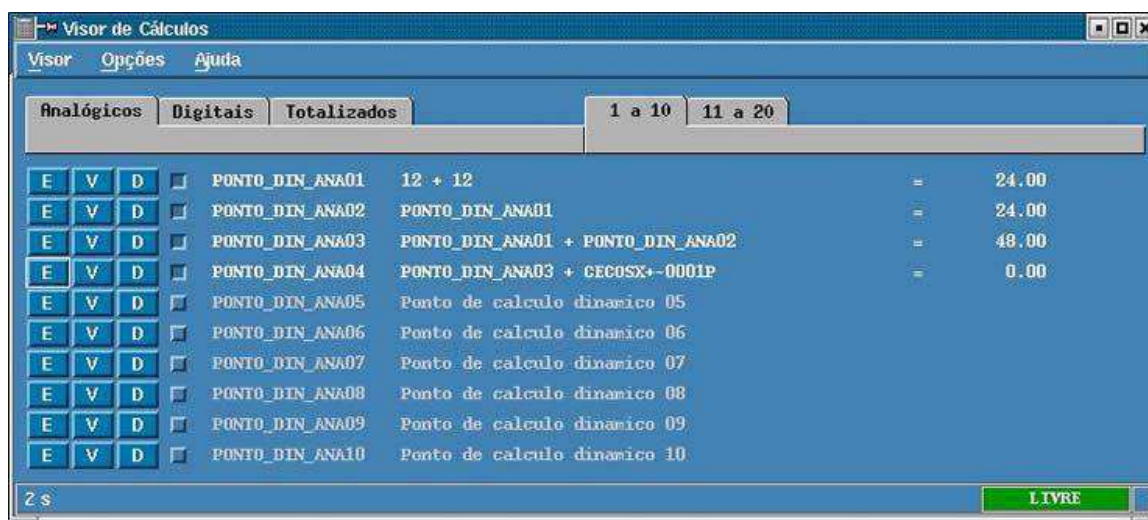 Visor de Cálculos
Visor Opções Ajuda
Analógicos Digitais Totalizados 1 a 10 11 a 20
E V D PONTO_DIN_ANA01 12 + 12 = 24.00
E V D PONTO_DIN_ANA02 PONTO_DIN_ANA01 = 24.00
E V D PONTO_DIN_ANA03 PONTO_DIN_ANA01 + PONTO_DIN_ANA02 = 48.00
E V D PONTO_DIN_ANA04 PONTO_DIN_ANA03 + GECOSX+-0001P = 0.00
E V D PONTO_DIN_ANA05 Ponto de calculo dinamico 05
E V D PONTO_DIN_ANA06 Ponto de calculo dinamico 06
E V D PONTO_DIN_ANA07 Ponto de calculo dinamico 07
E V D PONTO_DIN_ANA08 Ponto de calculo dinamico 08
E V D PONTO_DIN_ANA09 Ponto de calculo dinamico 09
E V D PONTO_DIN_ANA10 Ponto de calculo dinamico 10
2 s LIVRE